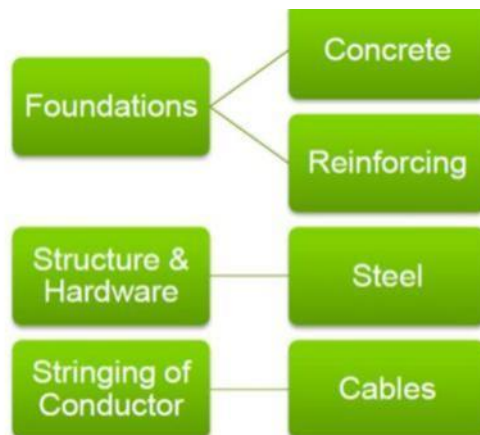 Concrete
Foundations
Reinforcing
Structure &
Hardware
Steel
Stringing of
Conductor
Cables